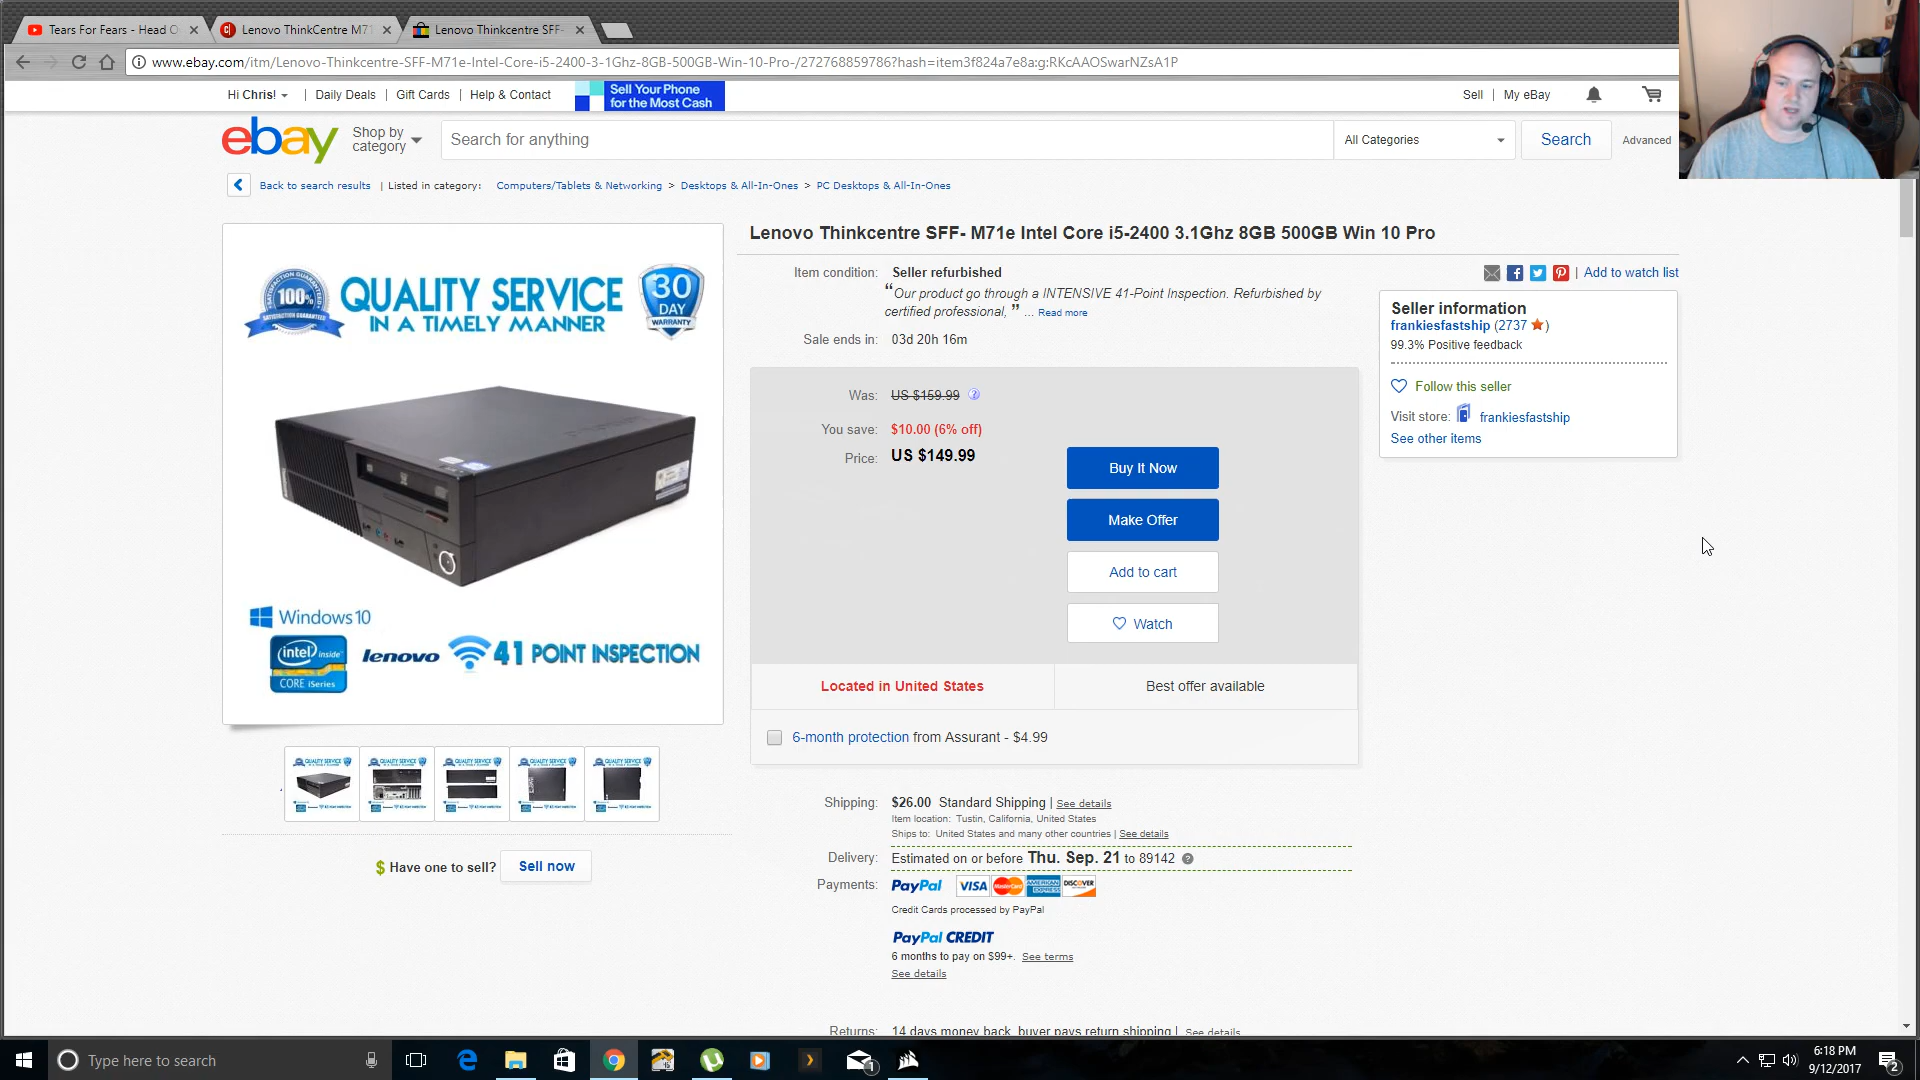 Tears For Fears - Head O
Lenovo ThinkCentre M71
Lenovo Thinkcentre SFF-
www.ebay.com/itm/Lenovo-Thinkcentre-SFF-M71e-Intel-Core-i5-2400-3-1Ghz-8GB-500GB-Win-10-Pro-/272768859786?hash=item3f824a7e8a:g:RKcAAOSwarNZsA1P
Hi Chris! | Daily Deals | Gift Cards | Help & Contact
Sell Your Phone
for the Most Cash
Sell | My eBay
ebay
Shop by
category
Search for anything
All Categories
Search
Advanced
Back to search results | Listed in category: Computers/Tablets & Networking > Desktops & All-In-Ones > PC Desktops & All-In-Ones
100%
QUALITY SERVICE
IN A TIMELY MANNER
30
DAY
WARRANTY
Windows 10
intel inside
CORE iSeries
lenovo
41 POINT INSPECTION
Have one to sell? Sell now
Lenovo Thinkcentre SFF- M71e Intel Core i5-2400 3.1Ghz 8GB 500GB Win 10 Pro
Item condition: Seller refurbished
“Our product go through a INTENSIVE 41-Point Inspection. Refurbished by
certified professional, ” ... Read more
Sale ends in: 03d 20h 16m
| Add to watch list
Was: US $159.99
You save: $10.00 (6% off)
Price: US $149.99
Buy It Now
Make Offer
Add to cart
Watch
Located in United States
Best offer available
6-month protection from Assurant - $4.99
Shipping: $26.00 Standard Shipping | See details
Item location: Tustin, California, United States
Ships to: United States and many other countries | See details
Delivery: Estimated on or before Thu. Sep. 21 to 89142
Payments: PayPal VISA MasterCard AMERICAN EXPRESS DISCOVER
Credit Cards processed by PayPal
PayPal CREDIT
6 months to pay on $99+. See terms
See details
Returns: 14 days money back, buyer pays return shipping | See details
Seller information
frankiesfastship (2737 )
99.3% Positive feedback
Follow this seller
Visit store: frankiesfastship
See other items
Type here to search
1
6:18 PM
9/12/2017
2